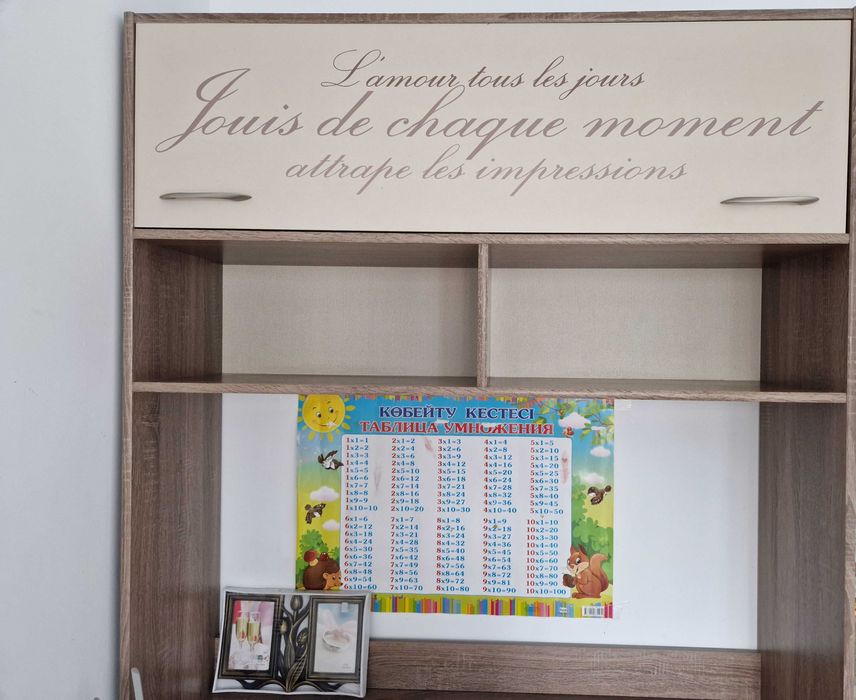 L'amour tous les jours
Jouis de chaque moment
attrape les impressions
КӨБЕЙТУ КЕСТЕСІ
ТАБЛИЦА УМНОЖЕНИЯ
1x1=1 2x1=2 3x1=3 4x1=4 5x1=5
1x2=2 2x2=4 3x2=6 4x2=8 5x2=10
1x3=3 2x3=6 3x3=9 4x3=12 5x3=15
1x4=4 2x4=8 3x4=12 4x4=16 5x4=20
1x5=5 2x5=10 3x5=15 4x5=20 5x5=25
1x6=6 2x6=12 3x6=18 4x6=24 5x6=30
1x7=7 2x7=14 3x7=21 4x7=28 5x7=35
1x8=8 2x8=16 3x8=24 4x8=32 5x8=40
1x9=9 2x9=18 3x9=27 4x9=36 5x9=45
1x10=10 2x10=20 3x10=30 4x10=40 5x10=50
6x1=6 7x1=7 8x1=8 9x1=9 10x1=10
6x2=12 7x2=14 8x2=16 9x2=18 10x2=20
6x3=18 7x3=21 8x3=24 9x3=27 10x3=30
6x4=24 7x4=28 8x4=32 9x4=36 10x4=40
6x5=30 7x5=35 8x5=40 9x5=45 10x5=50
6x6=36 7x6=42 8x6=48 9x6=54 10x6=60
6x7=42 7x7=49 8x7=56 9x7=63 10x7=70
6x8=48 7x8=56 8x8=64 9x8=72 10x8=80
6x9=54 7x9=63 8x9=72 9x9=81 10x9=90
6x10=60 7x10=70 8x10=80 9x10=90 10x10=100